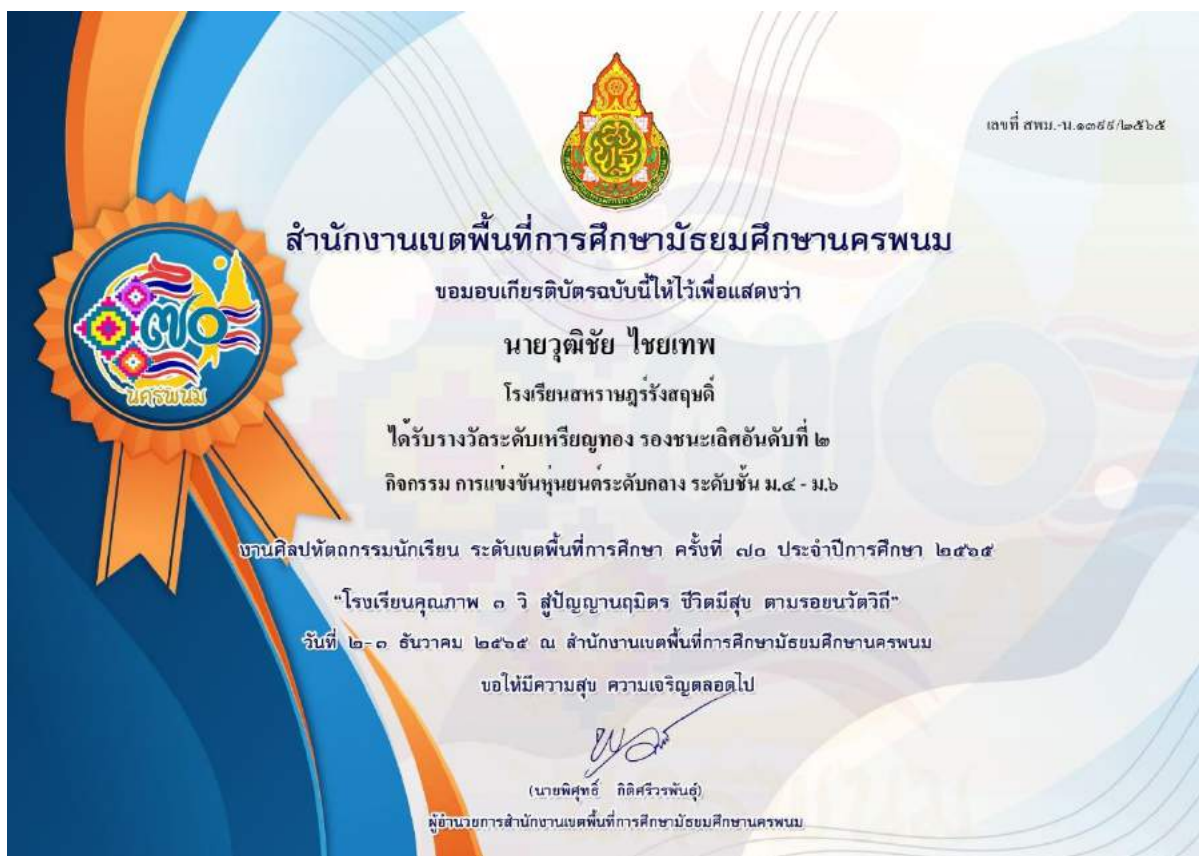 เลขที่ สพม.-น.๑๓๙๙/๒๕๖๕
สำนักงานเขตพื้นที่การศึกษามัธยมศึกษานครพนม
ขอมอบเกียรติบัตรฉบับนี้ให้ไว้เพื่อแสดงว่า
นายวุฒิชัย ไชยเทพ
โรงเรียนสหราษฎร์รังสฤษดิ์
ได้รับรางวัลระดับเหรียญทอง รองชนะเลิศอันดับที่ ๒
กิจกรรม การแข่งขันหุ่นยนต์ระดับกลาง ระดับชั้น ม.๔ - ม.๖
๗๐
นครพนม
งานศิลปหัตถกรรมนักเรียน ระดับเขตพื้นที่การศึกษา ครั้งที่ ๗๐ ประจำปีการศึกษา ๒๕๖๕
"โรงเรียนคุณภาพ ๓ วิ สู่ปัญญานฤมิตร ชีวิตมีสุข ตามรอยนวัตวิถี"
วันที่ ๒-๓ ธันวาคม ๒๕๖๕ ณ สำนักงานเขตพื้นที่การศึกษามัธยมศึกษานครพนม
ขอให้มีความสุข ความเจริญตลอดไป
(นายพิศุทธิ์ กิติศรีวรพันธุ์)
ผู้อำนวยการสำนักงานเขตพื้นที่การศึกษามัธยมศึกษานครพนม